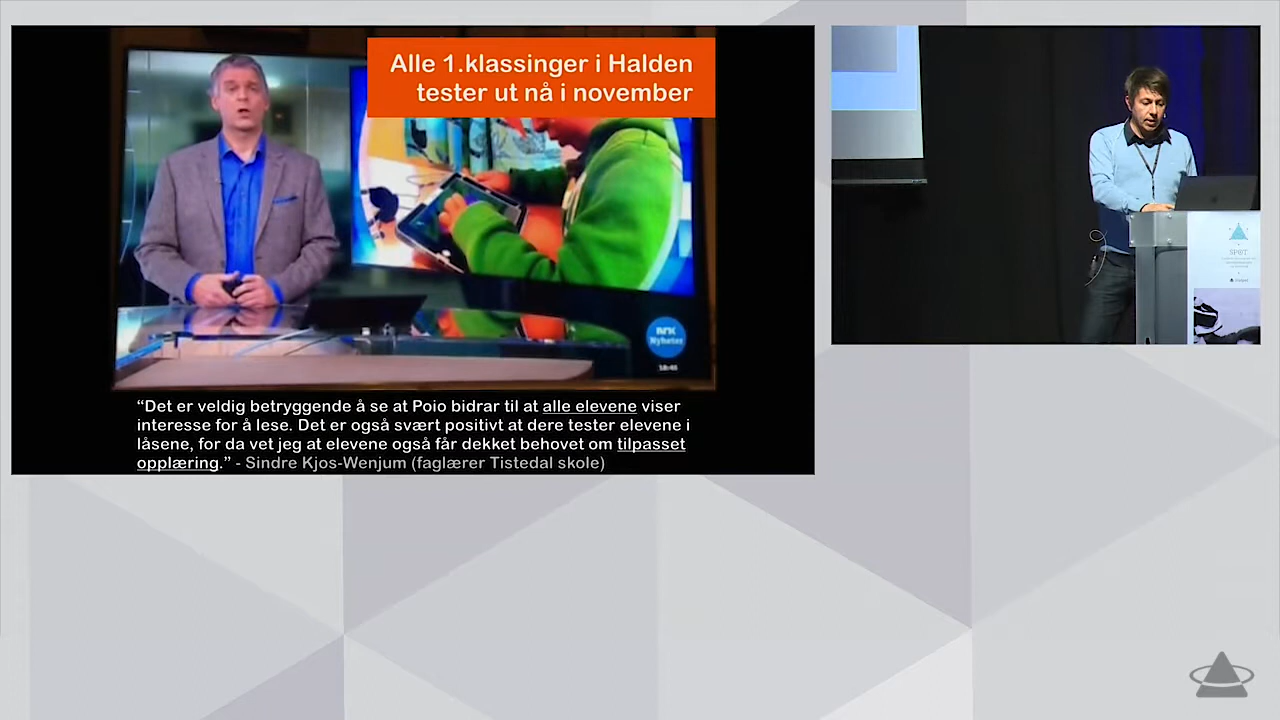 Alle 1.klassinger i Halden
tester ut nå i november
NRK
Nyheter
18:46
“Det er veldig betryggende å se at Poio bidrar til at alle elevene viser
interesse for å lese. Det er også svært positivt at dere tester elevene i
låsene, for da vet jeg at elevene også får dekket behovet om tilpasset
opplæring.” - Sindre Kjos-Wenjum (faglærer Tistedal skole)